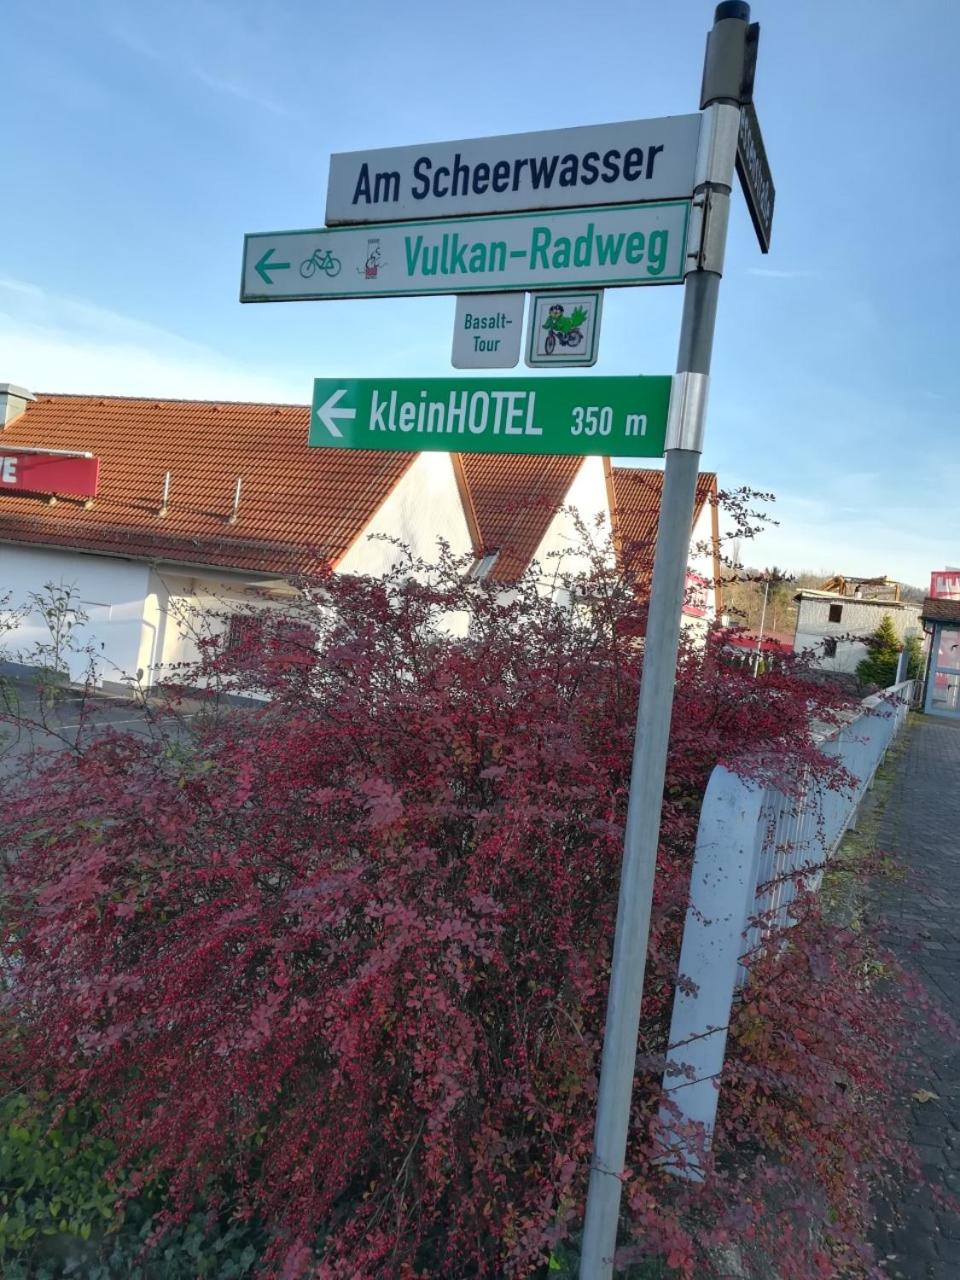 Am Scheerwasser
Vulkan-Radweg
Basalt-
Tour
kleinHOTEL 350 m